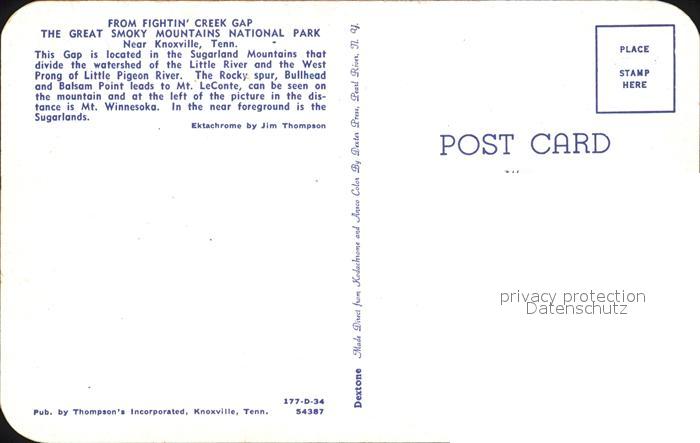 FROM FIGHTIN' CREEK GAP
THE GREAT SMOKY MOUNTAINS NATIONAL PARK
Near Knoxville, Tenn.
This Gap is located in the Sugarland Mountains that
divide the watershed of the Little River and the West
Prong of Little Pigeon River. The Rocky spur, Bullhead
and Balsam Point leads to Mt. LeConte, can be seen on
the mountain and at the left of the picture in the dis-
tance is Mt. Winnesoka. In the near foreground is the
Sugarlands.
Ektachrome by Jim Thompson
177-D-34
Pub. by Thompson's Incorporated, Knoxville, Tenn. 54387
Dextone Made Direct from Kodachrome and Ansco Color By Dexter Press, Pearl River, N. Y.
PLACE
STAMP
HERE
POST CARD
privacy protection
Datenschutz